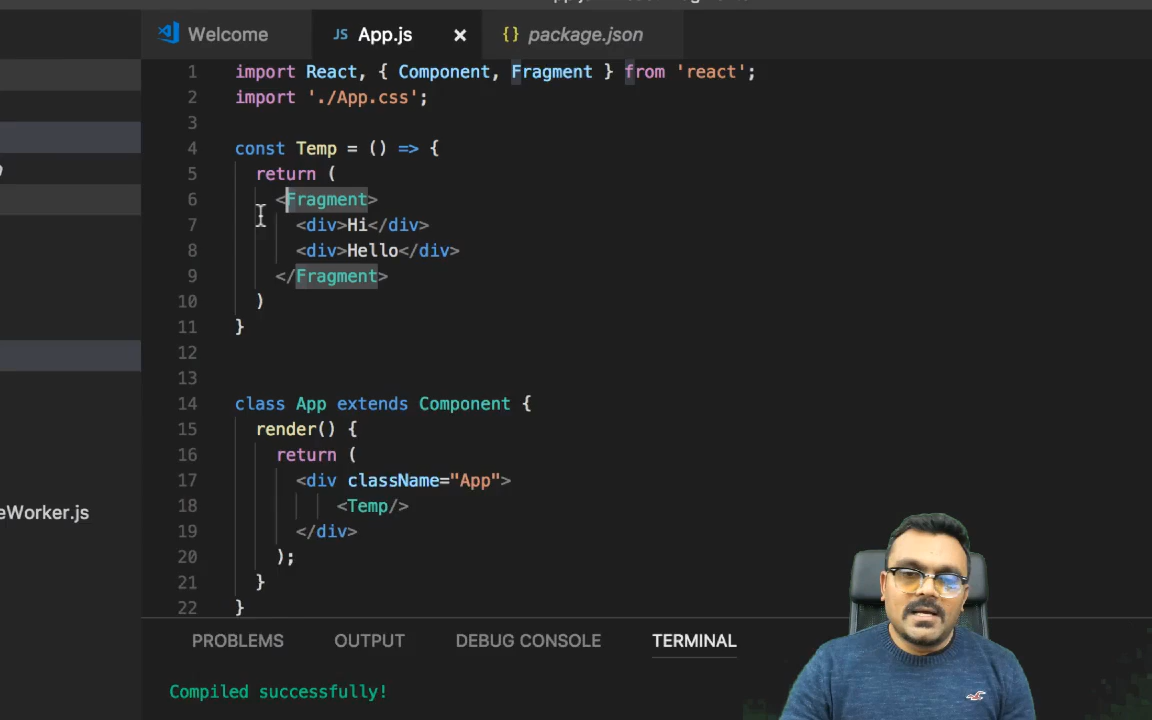 Welcome
JS App.js
{} package.json
1 import React, { Component, Fragment } from 'react';
2 import './App.css';
3
4 const Temp = () => {
5 return (
6 <Fragment>
7 <div>Hi</div>
8 <div>Hello</div>
9 </Fragment>
10 )
11 }
12
13
14 class App extends Component {
15 render() {
16 return (
17 <div className="App">
18 <Temp/>
19 </div>
20 );
21 }
22 }
eWorker.js
PROBLEMS OUTPUT DEBUG CONSOLE TERMINAL
Compiled successfully!